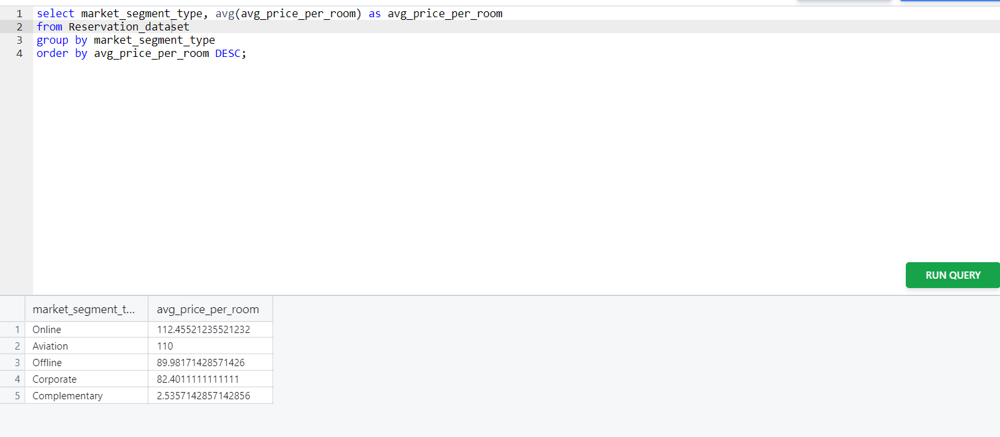 1 select market_segment_type, avg(avg_price_per_room) as avg_price_per_room
2 from Reservation_dataset
3 group by market_segment_type
4 order by avg_price_per_room DESC;
RUN QUERY
market_segment_t... avg_price_per_room
1 Online 112.45521235521232
2 Aviation 110
3 Offline 89.98171428571426
4 Corporate 82.4011111111111
5 Complementary 2.5357142857142856